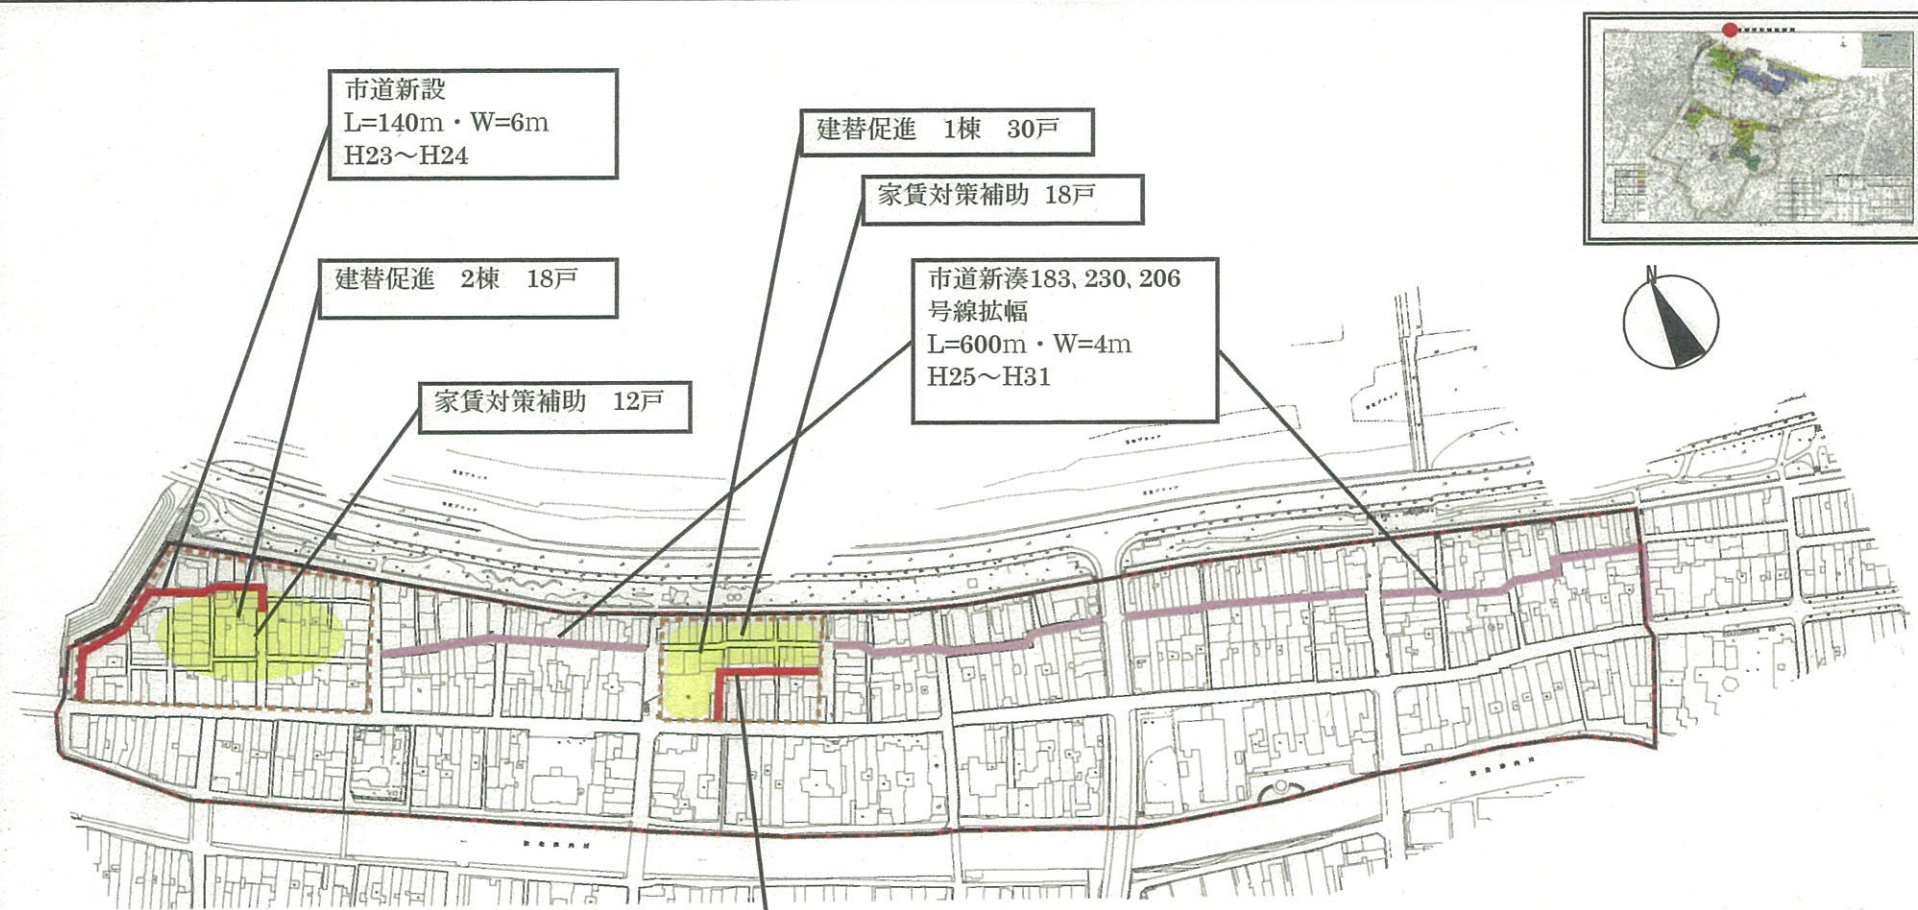 市道新設
L=140m・W=6m
H23～H24
建替促進　1棟　30戸
家賃対策補助 18戸
建替促進　2棟　18戸
市道新湊183, 230, 206
号線拡幅
L=600m・W=4m
H25～H31
家賃対策補助　12戸
N